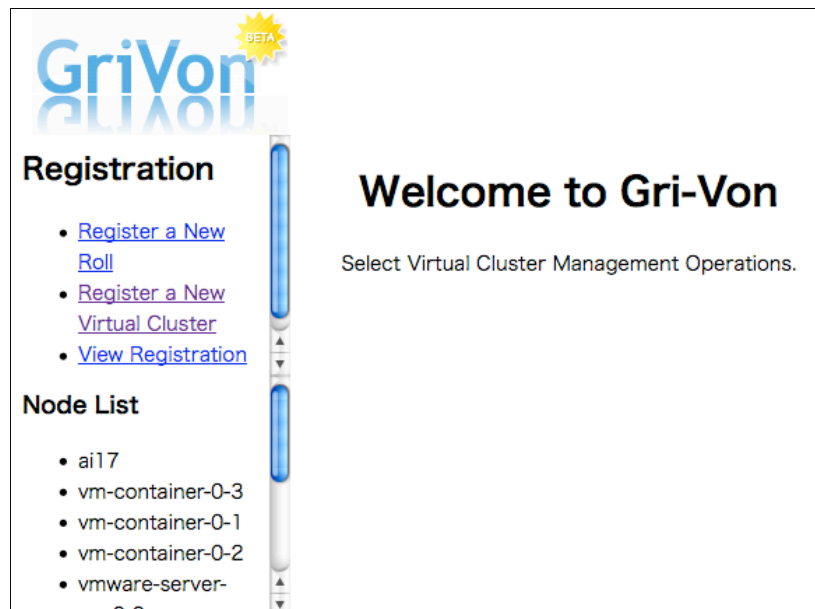 GriVon
BETA
Registration
Register a New
Roll
Register a New
Virtual Cluster
View Registration
Node List
ai17
vm-container-0-3
vm-container-0-1
vm-container-0-2
vmware-server-
Welcome to Gri-Von
Select Virtual Cluster Management Operations.